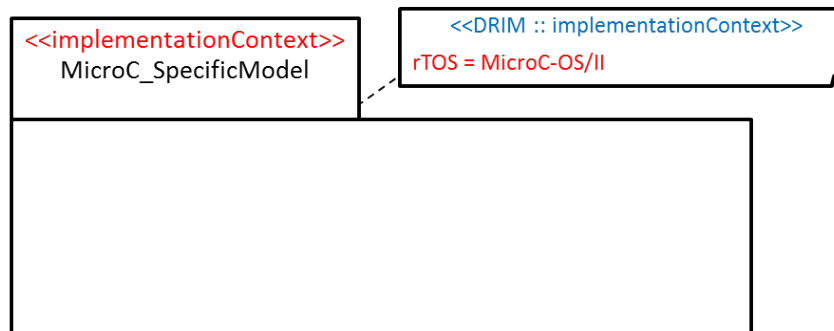 <<implementationContext>>
MicroC_SpecificModel
<<DRIM :: implementationContext>>
rTOS = MicroC-OS/II